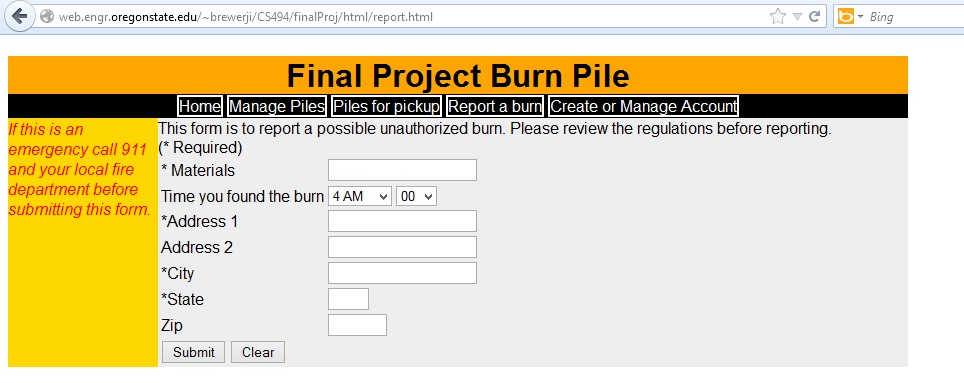 web.engr.oregonstate.edu/~brewerji/CS494/finalProj/html/report.html
Bing
Final Project Burn Pile
Home Manage Piles Piles for pickup Report a burn Create or Manage Account
If this is an
emergency call 911
and your local fire
department before
submitting this form.
This form is to report a possible unauthorized burn. Please review the regulations before reporting.
(* Required)
* Materials
Time you found the burn 4 AM 00
*Address 1
Address 2
*City
*State
Zip
Submit Clear